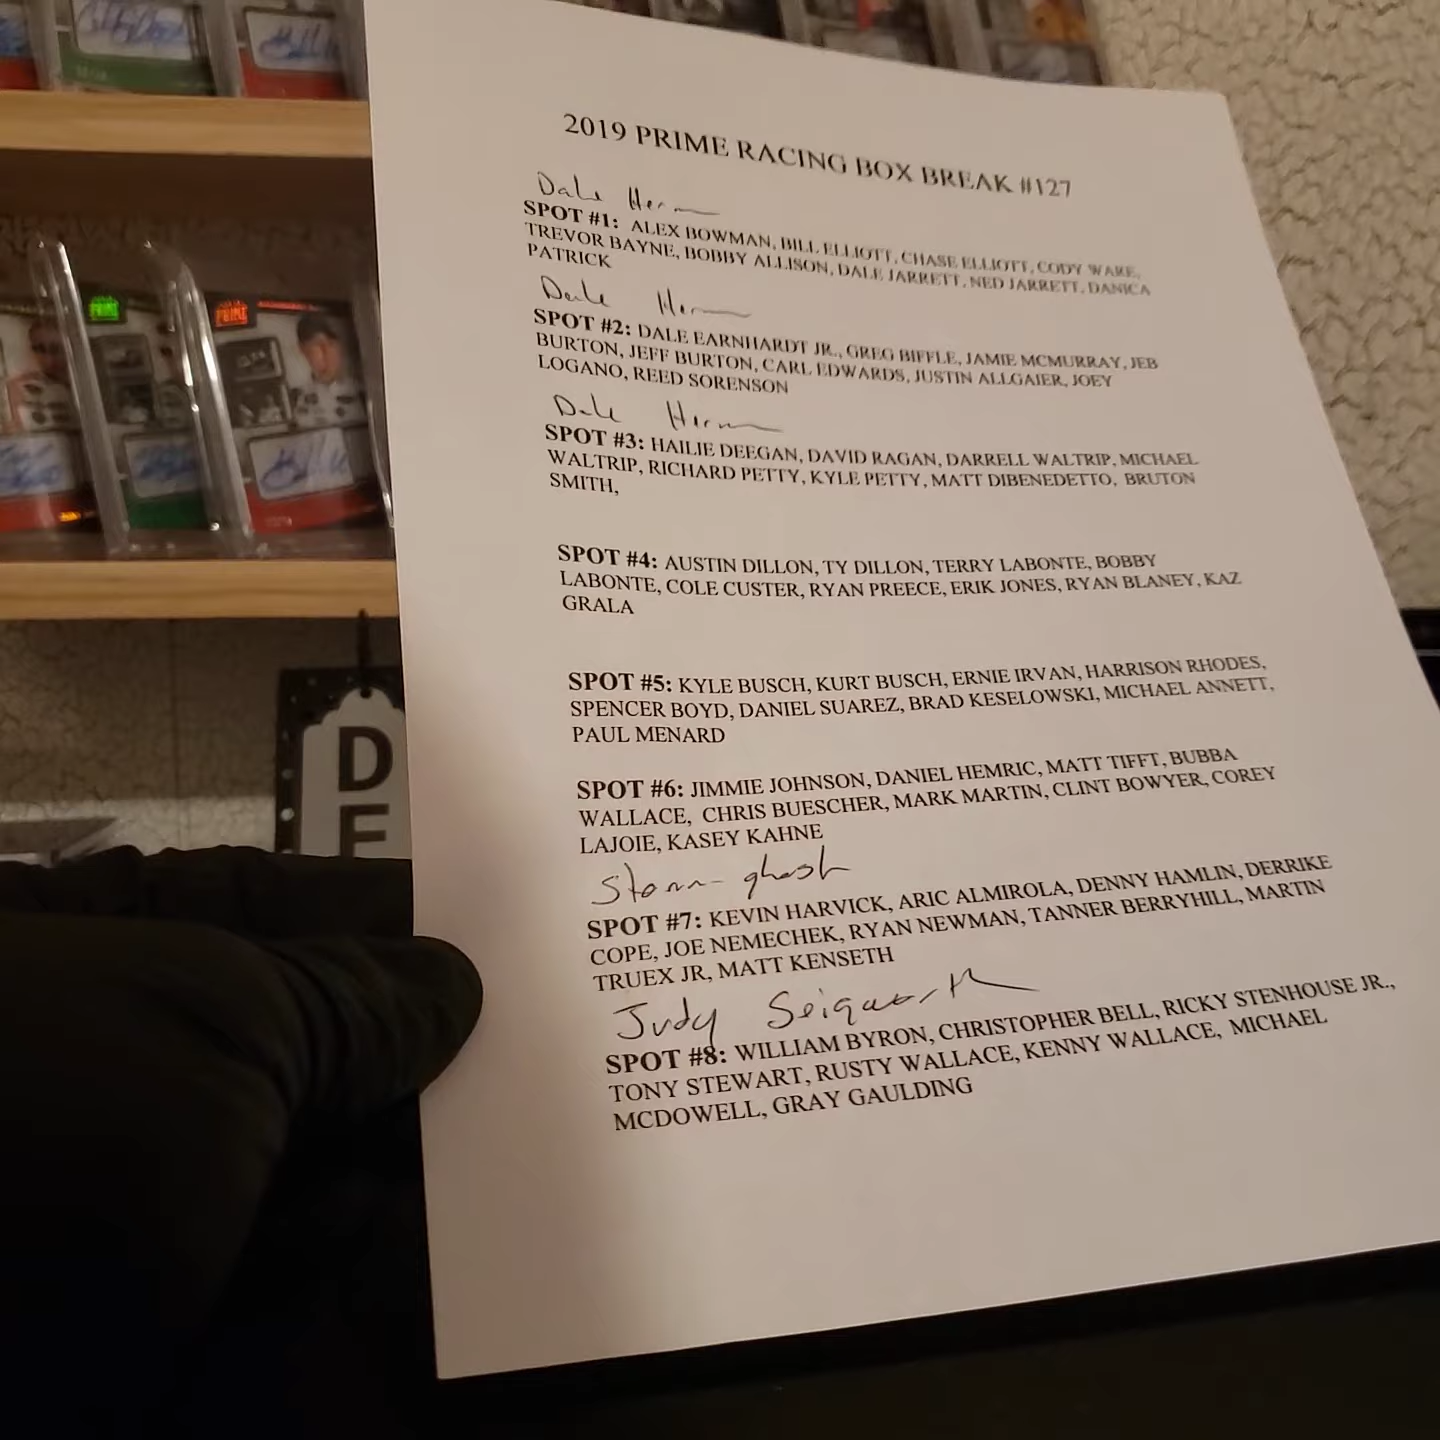 2019 PRIME RACING BOX BREAK #127
Dale Herm
SPOT #1: ALEX BOWMAN, BILL ELLIOTT, CHASE ELLIOTT, CODY WARE,
TREVOR BAYNE, BOBBY ALLISON, DALE JARRETT, NED JARRETT, DANICA
PATRICK
Dale Herm
SPOT #2: DALE EARNHARDT JR., GREG BIFFLE, JAMIE MCMURRAY, JEB
BURTON, JEFF BURTON, CARL EDWARDS, JUSTIN ALLGAIER, JOEY
LOGANO, REED SORENSON
Dale Herm
SPOT #3: HAILIE DEEGAN, DAVID RAGAN, DARRELL WALTRIP, MICHAEL
WALTRIP, RICHARD PETTY, KYLE PETTY, MATT DIBENEDETTO, BRUTON
SMITH,
SPOT #4: AUSTIN DILLON, TY DILLON, TERRY LABONTE, BOBBY
LABONTE, COLE CUSTER, RYAN PREECE, ERIK JONES, RYAN BLANEY, KAZ
GRALA
SPOT #5: KYLE BUSCH, KURT BUSCH, ERNIE IRVAN, HARRISON RHODES,
SPENCER BOYD, DANIEL SUAREZ, BRAD KESELOWSKI, MICHAEL ANNETT,
PAUL MENARD
SPOT #6: JIMMIE JOHNSON, DANIEL HEMRIC, MATT TIFFT, BUBBA
WALLACE, CHRIS BUESCHER, MARK MARTIN, CLINT BOWYER, COREY
LAJOIE, KASEY KAHNE
SPOT #7: KEVIN HARVICK, ARIC ALMIROLA, DENNY HAMLIN, DERRIKE
COPE, JOE NEMECHEK, RYAN NEWMAN, TANNER BERRYHILL, MARTIN
TRUEX JR, MATT KENSETH
Judy Seigworth
SPOT #8: WILLIAM BYRON, CHRISTOPHER BELL, RICKY STENHOUSE JR.,
TONY STEWART, RUSTY WALLACE, KENNY WALLACE, MICHAEL
MCDOWELL, GRAY GAULDING
PRIME
PRIME
D
E